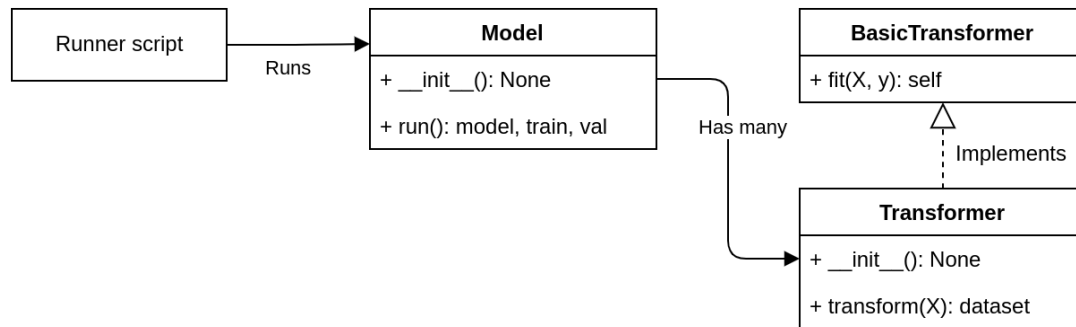 Runner script
Runs
Model
+ __init__(): None
+ run(): model, train, val
Has many
BasicTransformer
+ fit(X, y): self
Implements
Transformer
+ __init__(): None
+ transform(X): dataset